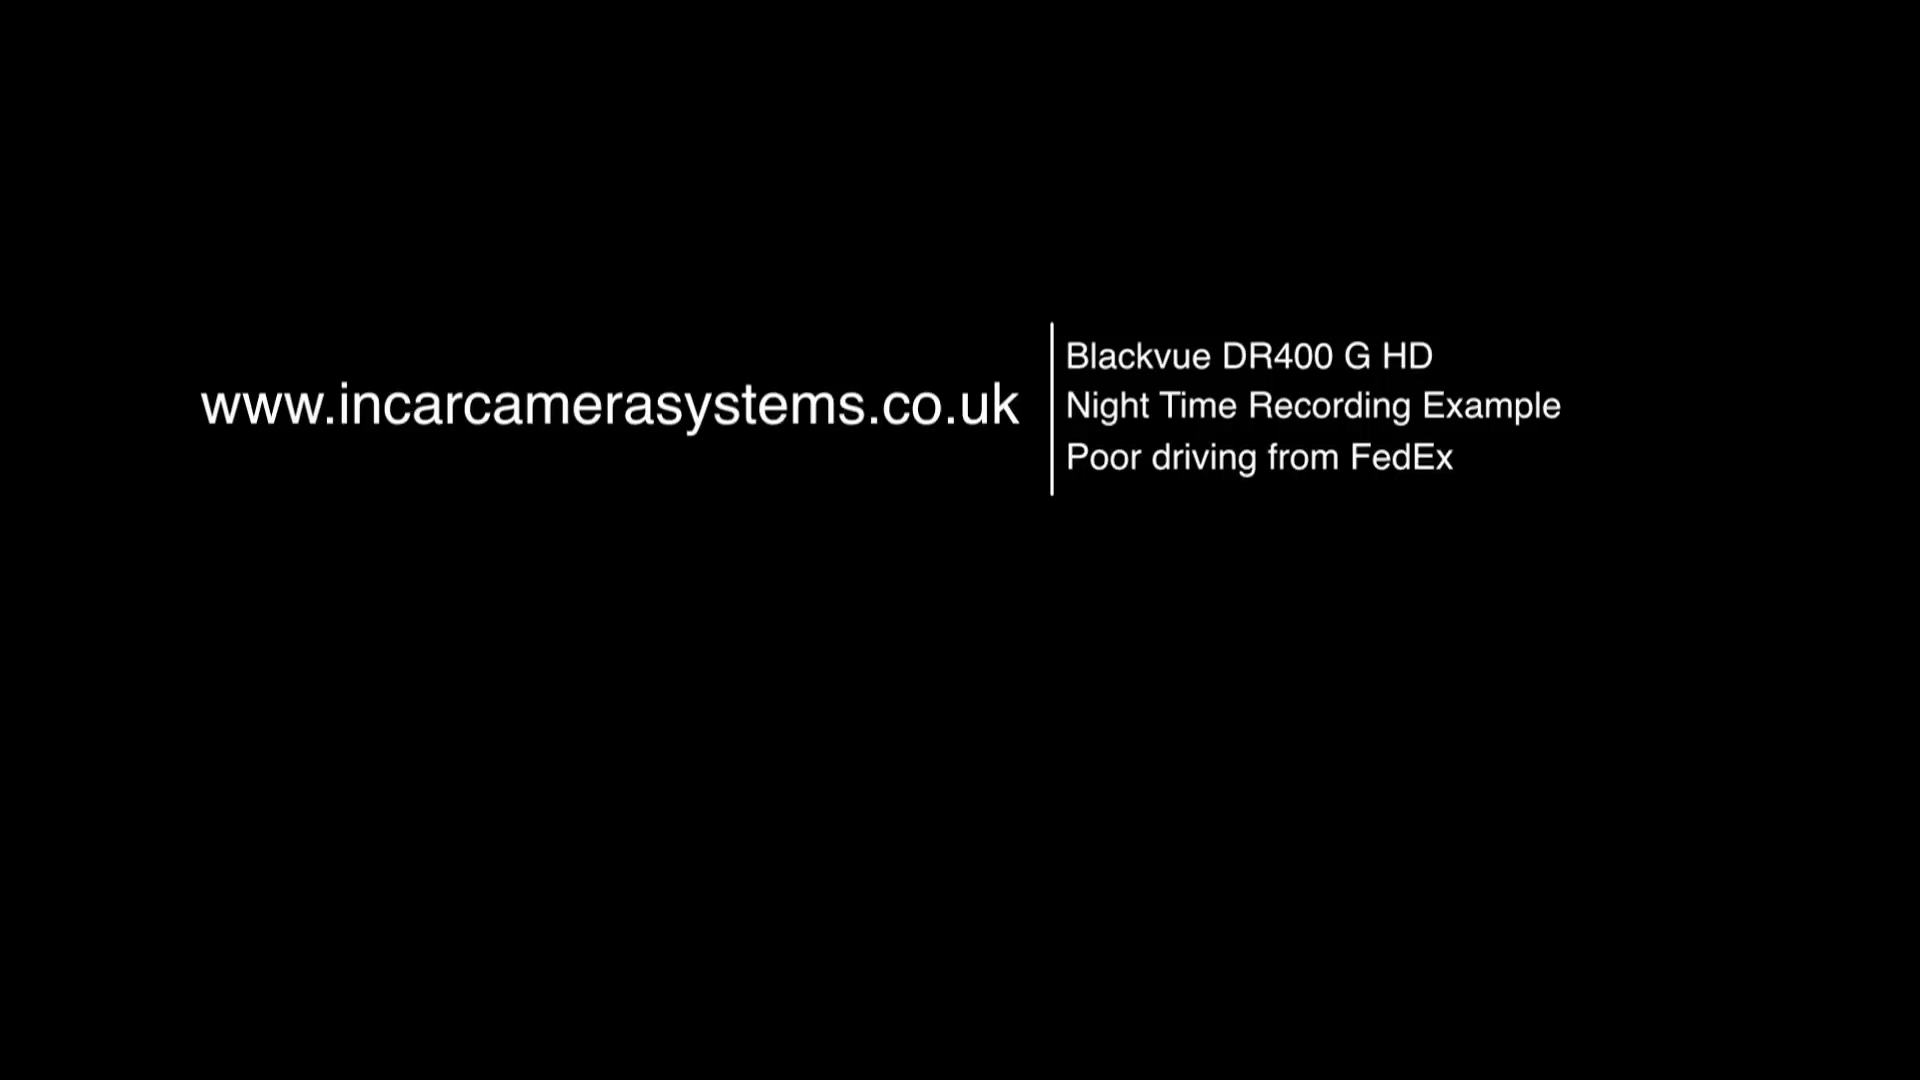 www.incarcamerasystems.co.uk
Blackvue DR400 G HD
Night Time Recording Example
Poor driving from FedEx